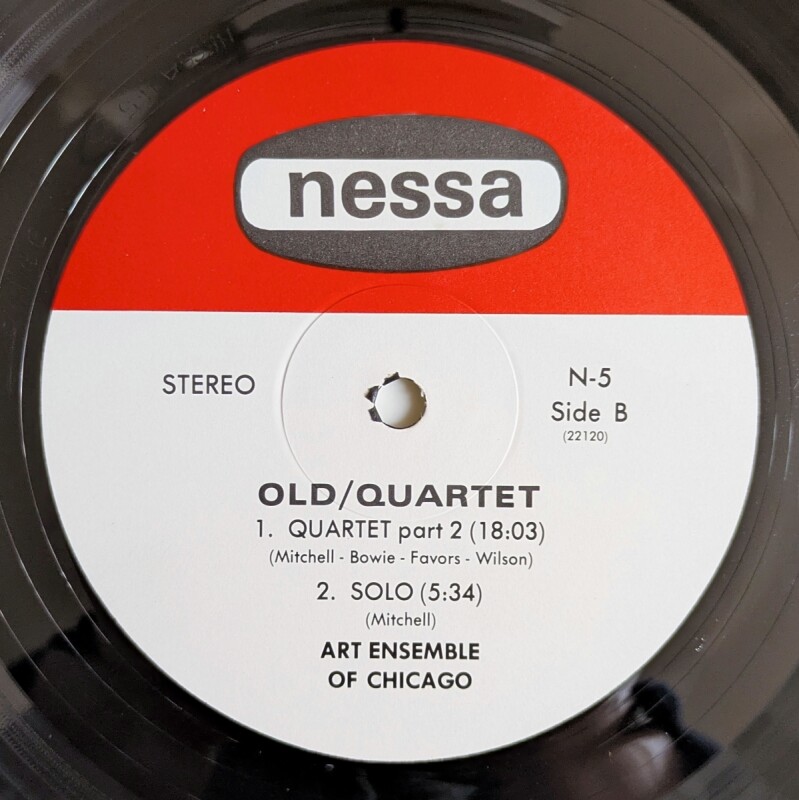 nessa
STEREO
N-5
Side B
(22120)
OLD/QUARTET
1. QUARTET part 2 (18:03)
(Mitchell - Bowie - Favors - Wilson)
2. SOLO (5:34)
(Mitchell)
ART ENSEMBLE
OF CHICAGO